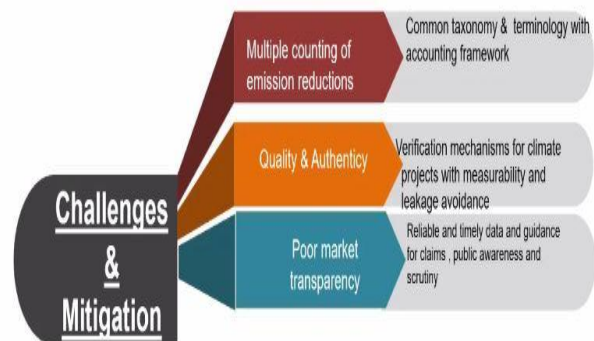 Challenges
&
Mitigation
Multiple counting of
emission reductions
Common taxonomy & terminology with
accounting framework
Quality & Authenticy
Verification mechanisms for climate
projects with measurability and
leakage avoidance
Poor market
transparency
Reliable and timely data and guidance
for claims , public awareness and
scrutiny